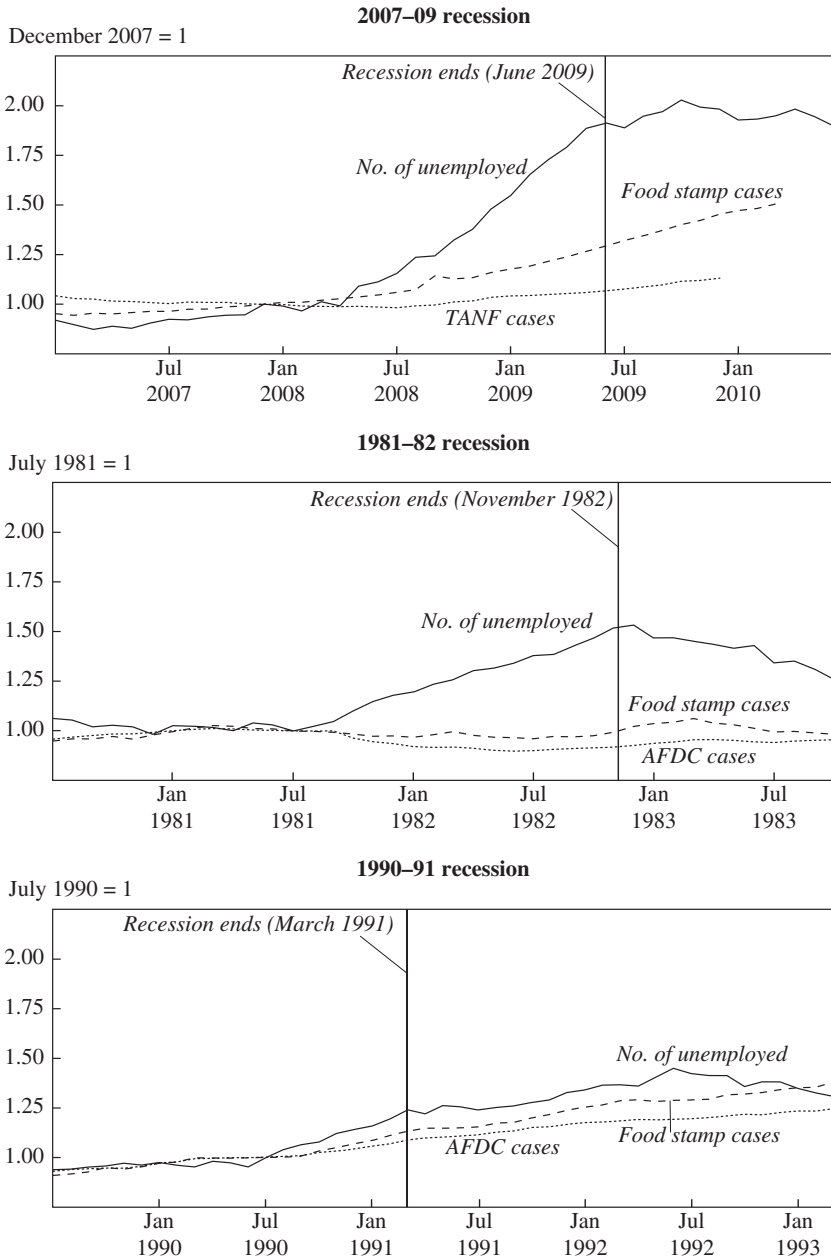 2007–09 recession
December 2007 = 1
Recession ends (June 2009)
2.00
No. of unemployed
1.75
Food stamp cases
1.50
1.25
1.00
TANF cases
Jul Jan Jul Jan Jul Jan
2007 2008 2008 2009 2009 2010
1981–82 recession
July 1981 = 1
Recession ends (November 1982)
2.00
1.75
No. of unemployed
1.50
1.25
Food stamp cases
1.00
AFDC cases
Jan Jul Jan Jul Jan Jul
1981 1981 1982 1982 1983 1983
1990–91 recession
July 1990 = 1
Recession ends (March 1991)
2.00
1.75
No. of unemployed
1.50
1.25
AFDC cases
Food stamp cases
1.00
Jan Jul Jan Jul Jan Jul Jan
1990 1990 1991 1991 1992 1992 1993